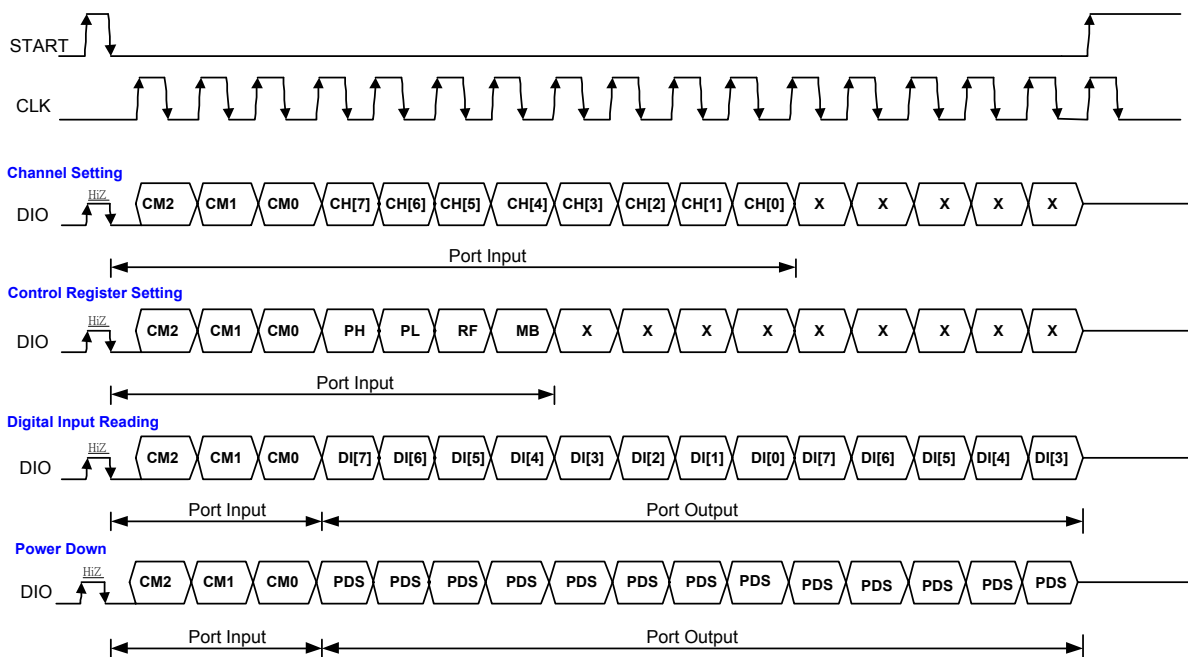 START
CLK
Channel Setting
HiZ
DIO CM2 CM1 CM0 CH[7] CH[6] CH[5] CH[4] CH[3] CH[2] CH[1] CH[0] X X X X X
Port Input
Control Register Setting
HiZ
DIO CM2 CM1 CM0 PH PL RF MB X X X X X X X X X
Port Input
Digital Input Reading
HiZ
DIO CM2 CM1 CM0 DI[7] DI[6] DI[5] DI[4] DI[3] DI[2] DI[1] DI[0] DI[7] DI[6] DI[5] DI[4] DI[3]
Port Input Port Output
Power Down
HiZ
DIO CM2 CM1 CM0 PDS PDS PDS PDS PDS PDS PDS PDS PDS PDS PDS PDS PDS
Port Input Port Output